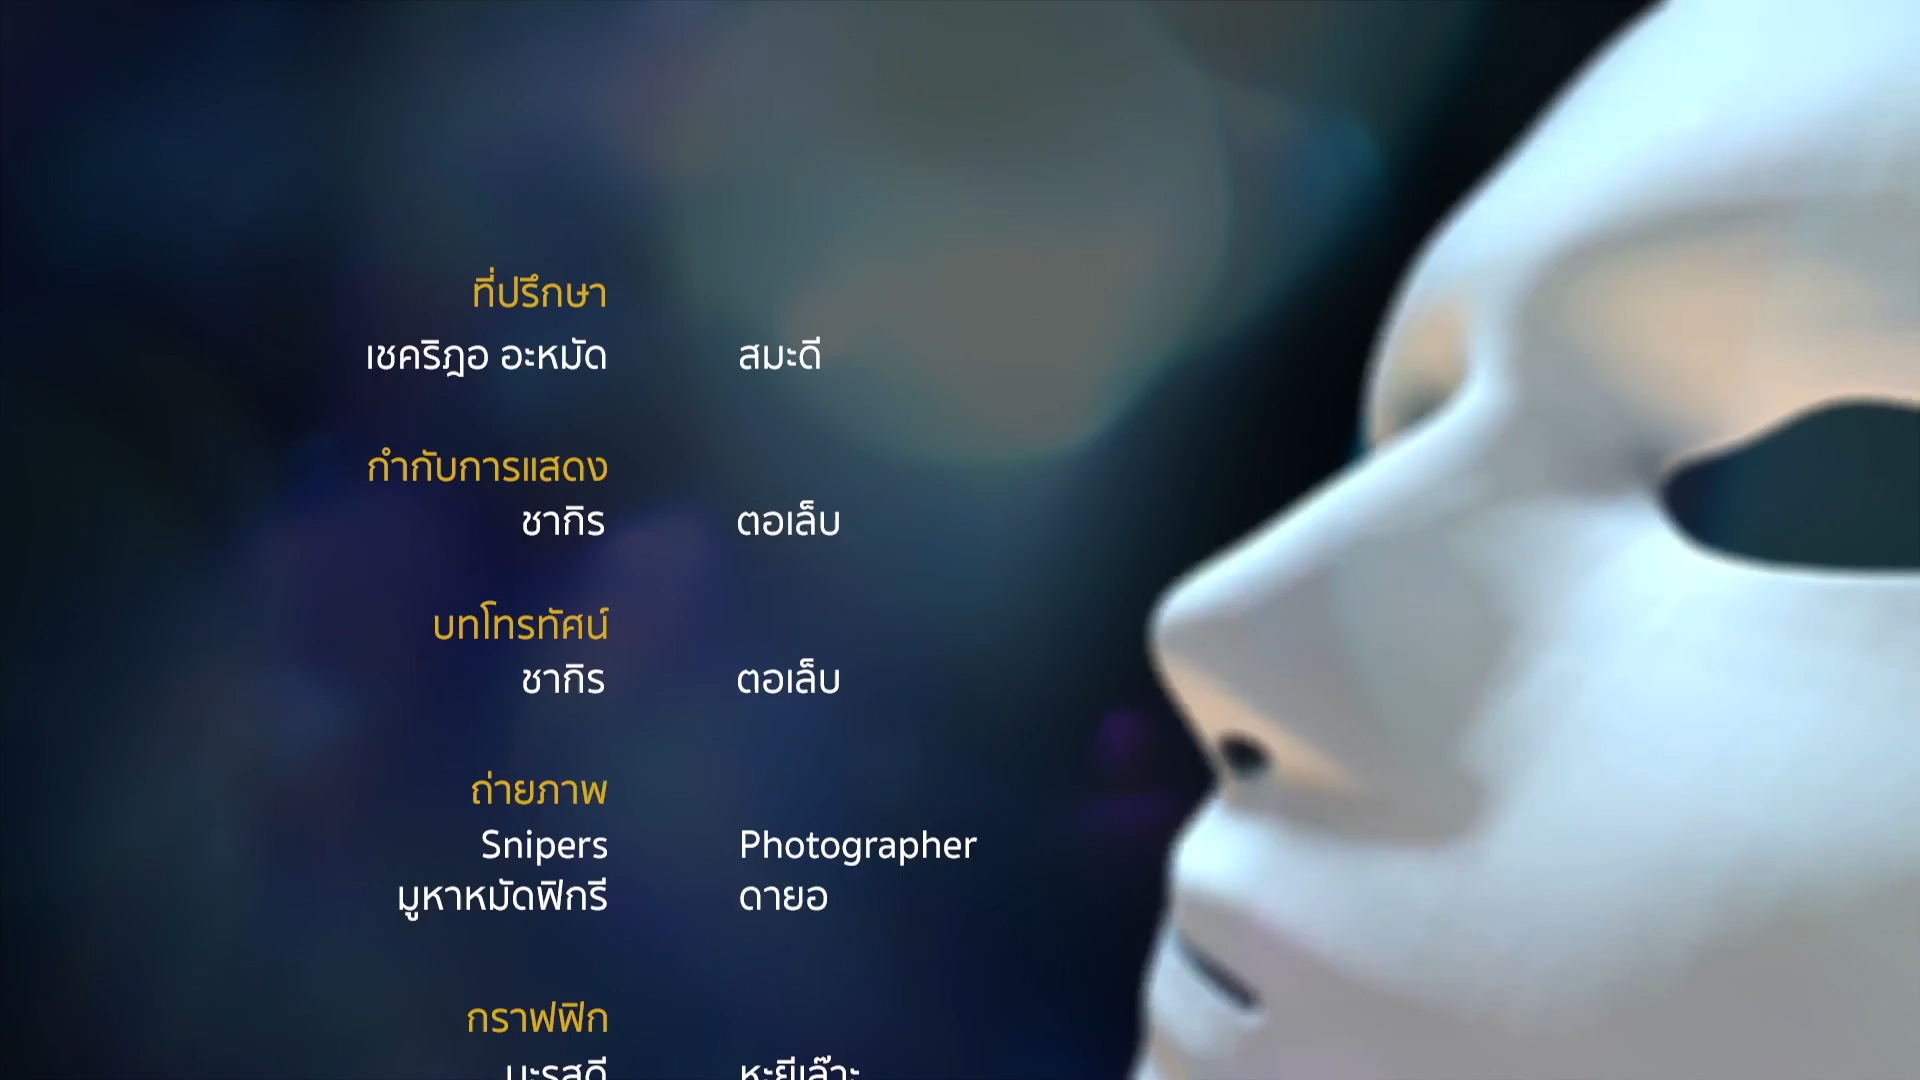 ที่ปรึกษา
เชคริฎอ อะหมัด สมะดี
กำกับการแสดง
ชากิร ตอเล็บ
บทโทรทัศน์
ชากิร ตอเล็บ
ถ่ายภาพ
Snipers Photographer
มูหาหมัดฟิกรี ดายอ
กราฟฟิก